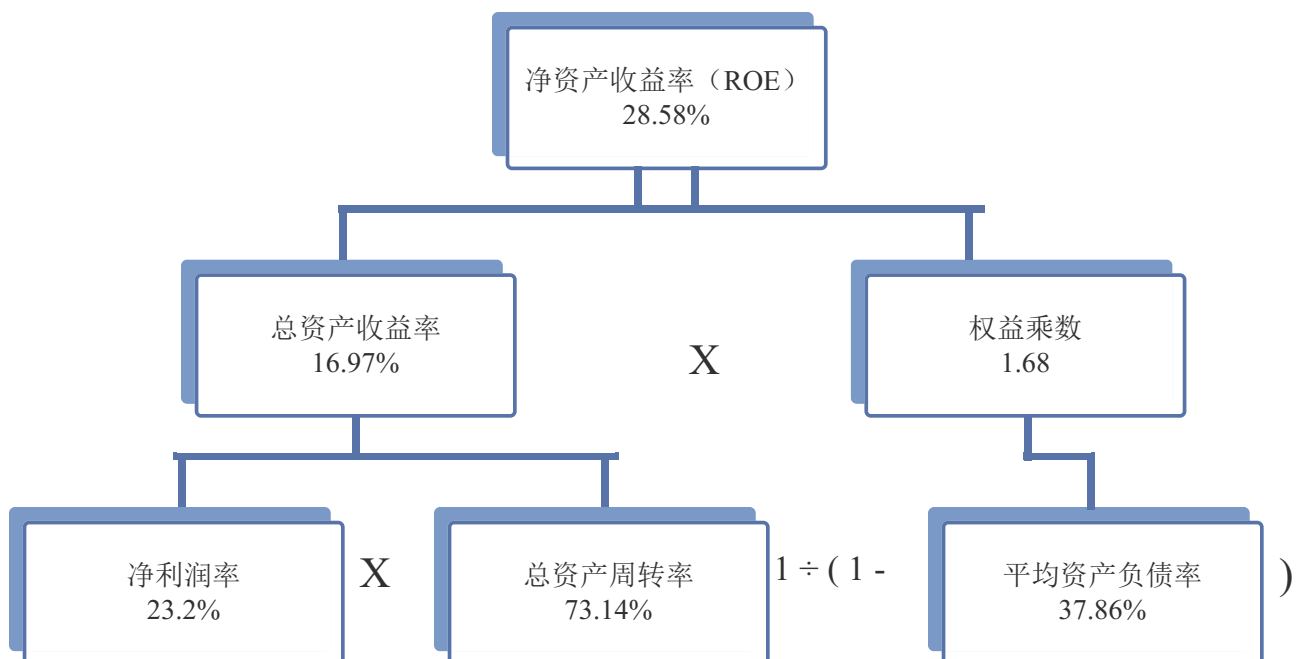 净资产收益率（ROE）
28.58%
总资产收益率
16.97%
X
权益乘数
1.68
净利润率
23.2%
X
总资产周转率
73.14%
1 ÷ ( 1 -
平均资产负债率
37.86%
)